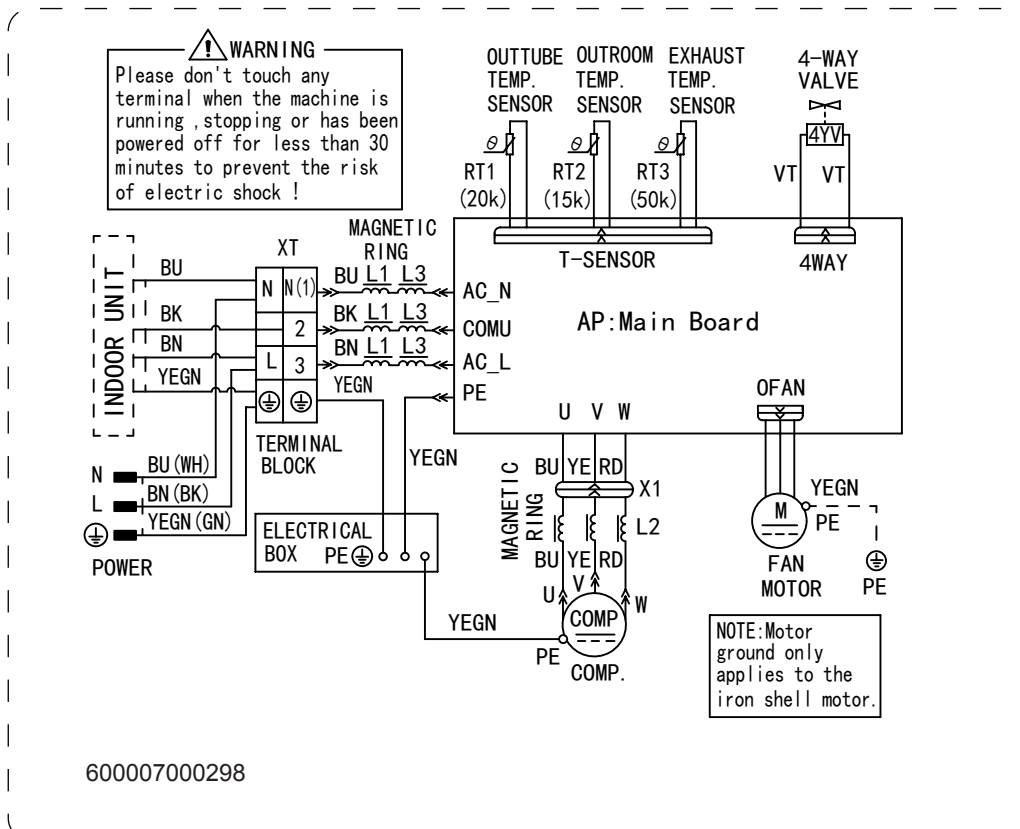 WARNING
Please don't touch any
terminal when the machine is
running ,stopping or has been
powered off for less than 30
minutes to prevent the risk
of electric shock !
OUTTUBE
TEMP.
SENSOR
OUTROOM
TEMP.
SENSOR
EXHAUST
TEMP.
SENSOR
4-WAY
VALVE
θ
θ
θ
4YV
RT1
(20k)
RT2
(15k)
RT3
(50k)
VT
VT
T-SENSOR
4WAY
INDOOR UNIT
BU
BK
BN
YEGN
XT
N
N(1)
2
L
3
TERMINAL
BLOCK
MAGNETIC
RING
BU L1 L3
BK L1 L3
BN L1 L3
YEGN
AC_N
COMU
AC_L
PE
AP:Main Board
YEGN
N
L
BU(WH)
BN(BK)
YEGN(GN)
POWER
ELECTRICAL
BOX PE
U V W
BU YE RD
X1
MAGNETIC
RING
L2
BU YE RD
U
V
W
COMP
YEGN
PE
COMP.
OFAN
M
YEGN
PE
FAN
MOTOR
PE
NOTE:Motor
ground only
applies to the
iron shell motor.
600007000298